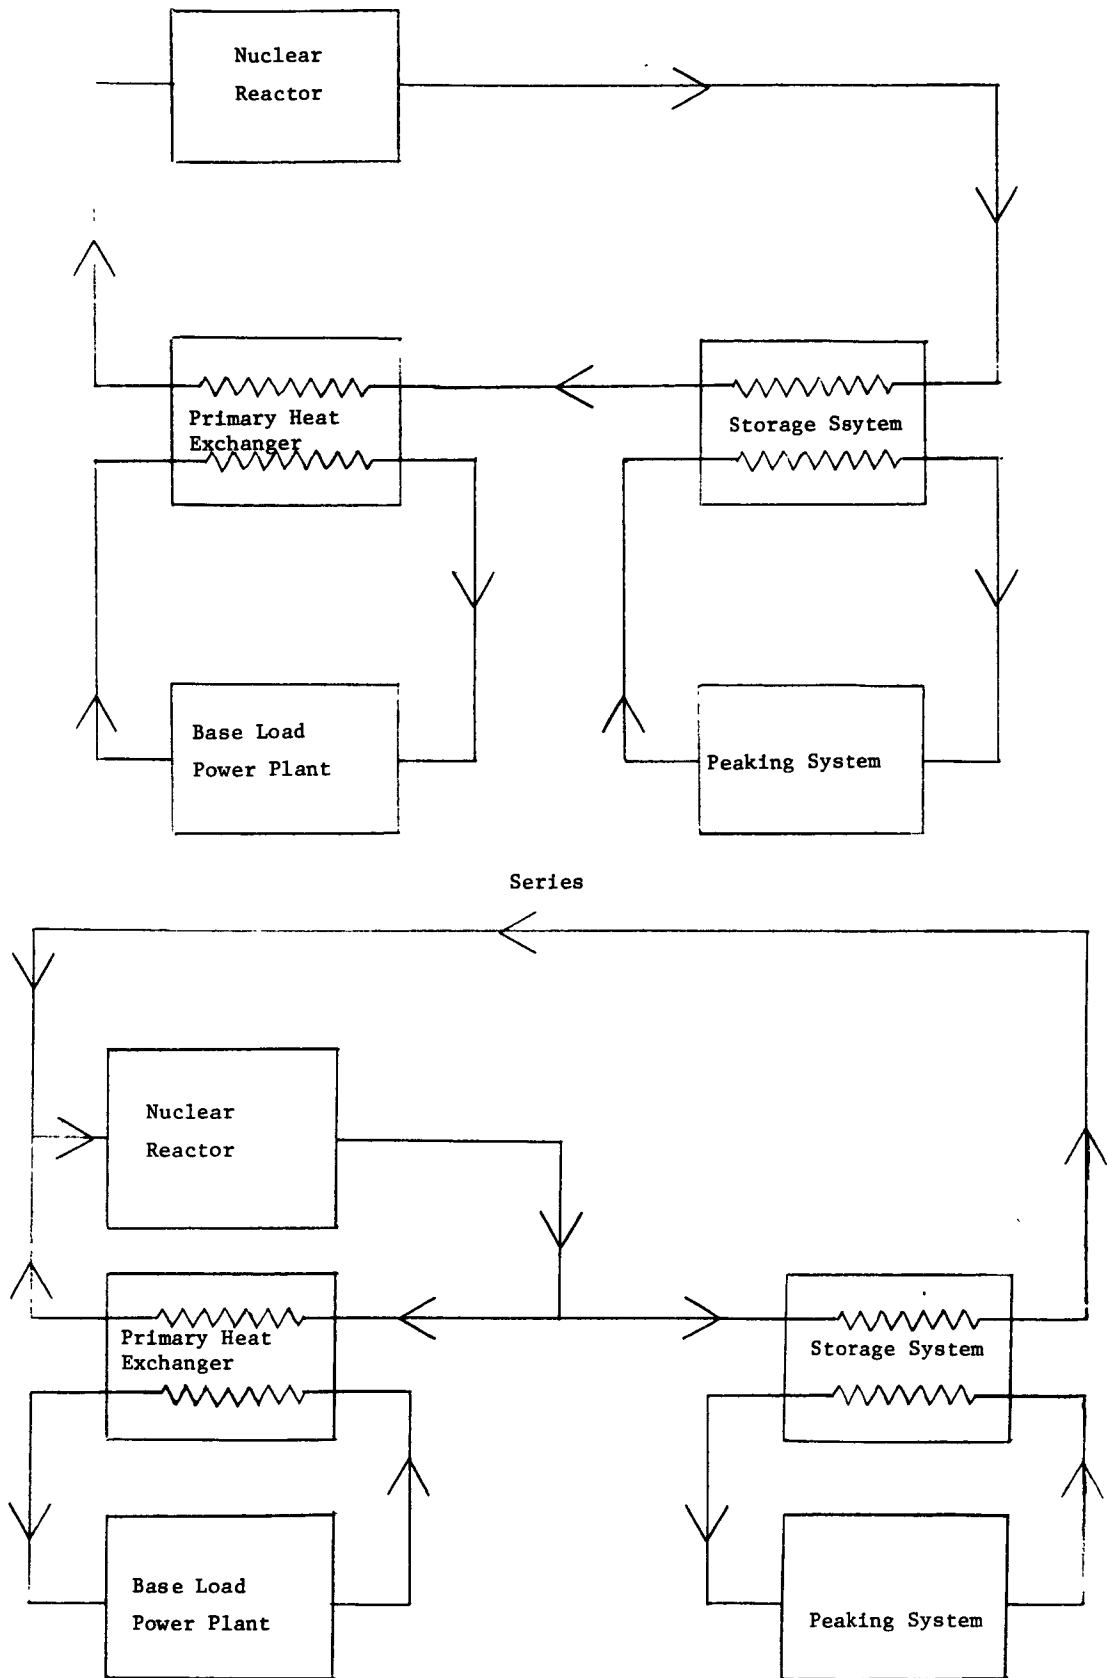 Nuclear
Reactor
Primary Heat
Exchanger
Storage Ssytem
Base Load
Power Plant
Peaking System
Series
Nuclear
Reactor
Primary Heat
Exchanger
Storage System
Base Load
Power Plant
Peaking System